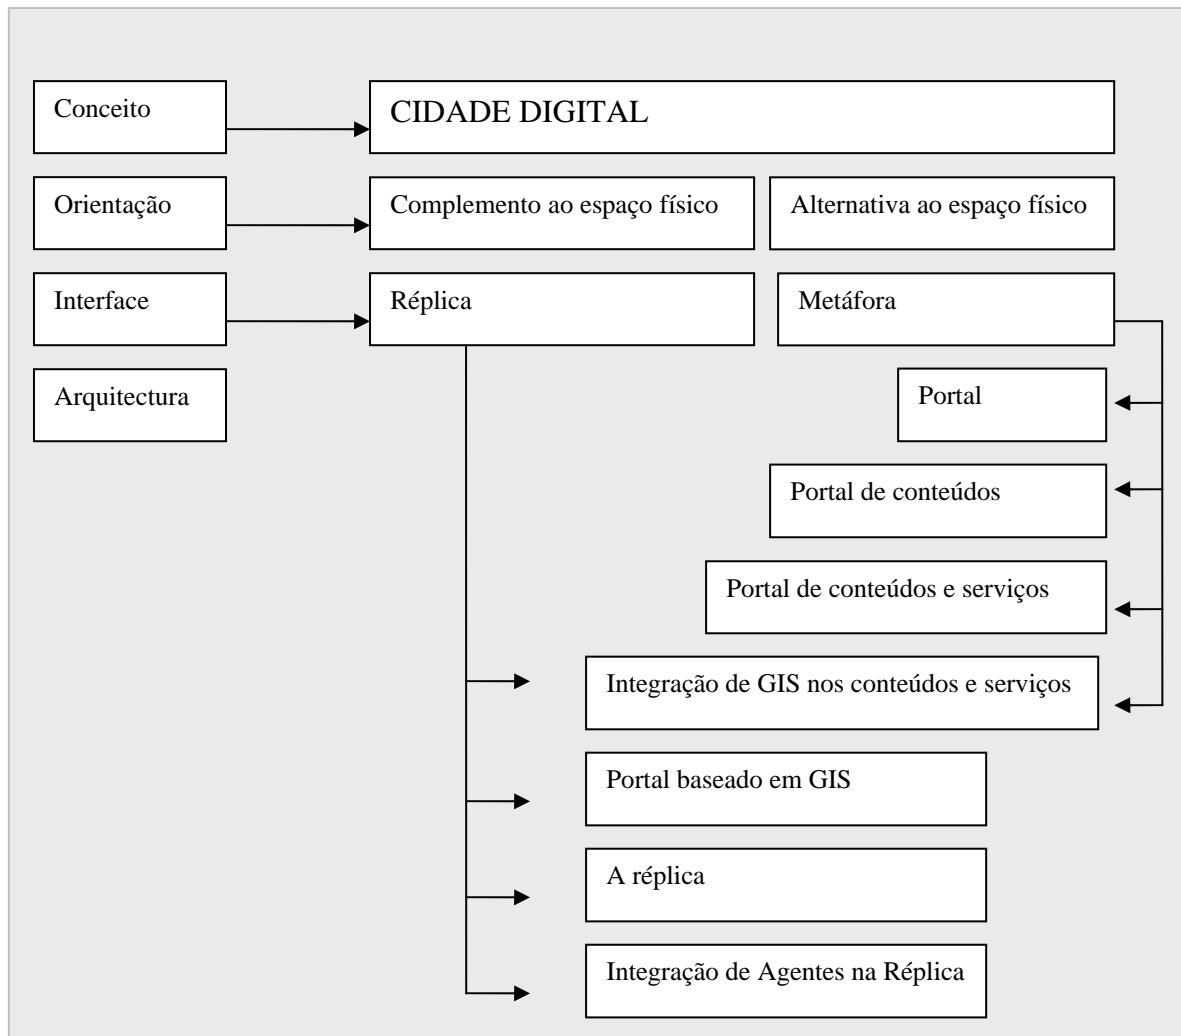 Conceito
CIDADE DIGITAL
Orientação
Complemento ao espaço físico
Alternativa ao espaço físico
Interface
Réplica
Metáfora
Arquitectura
Portal
Portal de conteúdos
Portal de conteúdos e serviços
Integração de GIS nos conteúdos e serviços
Portal baseado em GIS
A réplica
Integração de Agentes na Réplica